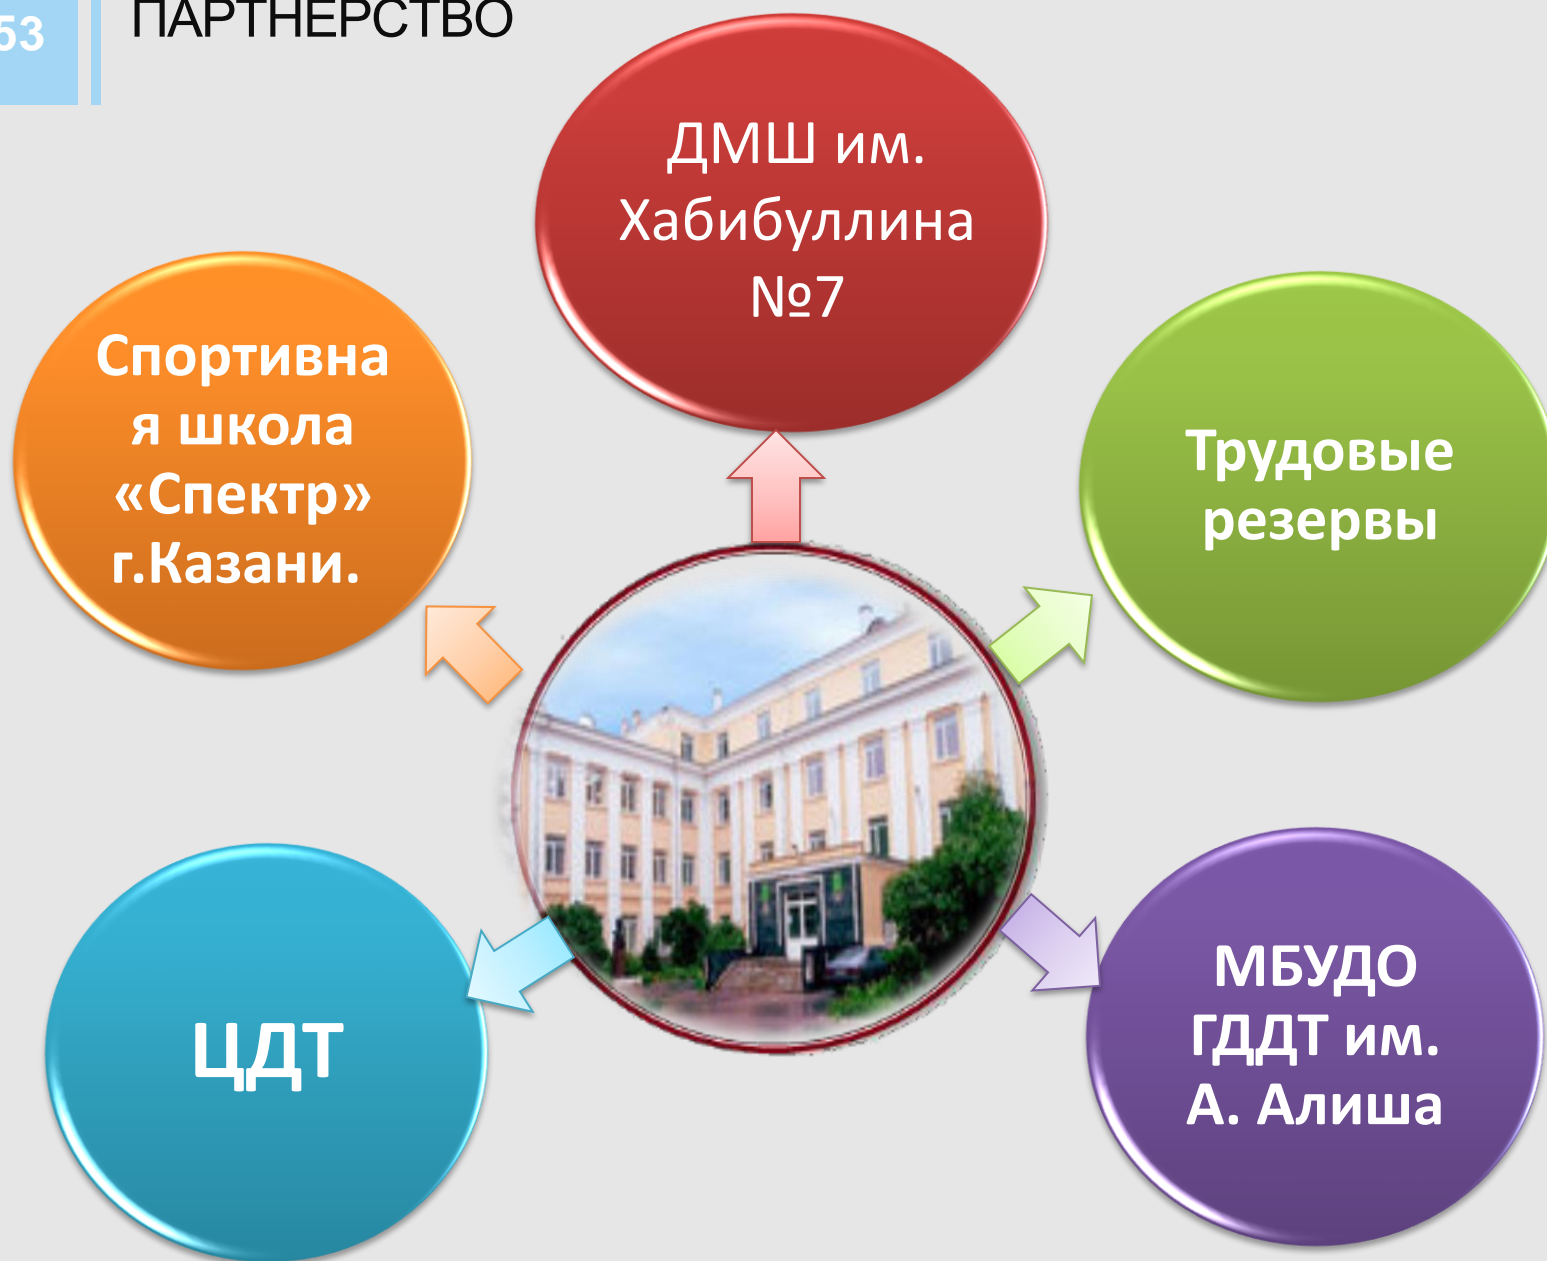 53
ПАРТНЕРСТВО
ДМШ им.
Хабибуллина
№7
Спортивна
я школа
«Спектр»
г.Казани.
Трудовые
резервы
ЦДТ
МБУДО
ГДДТ им.
А. Алиша